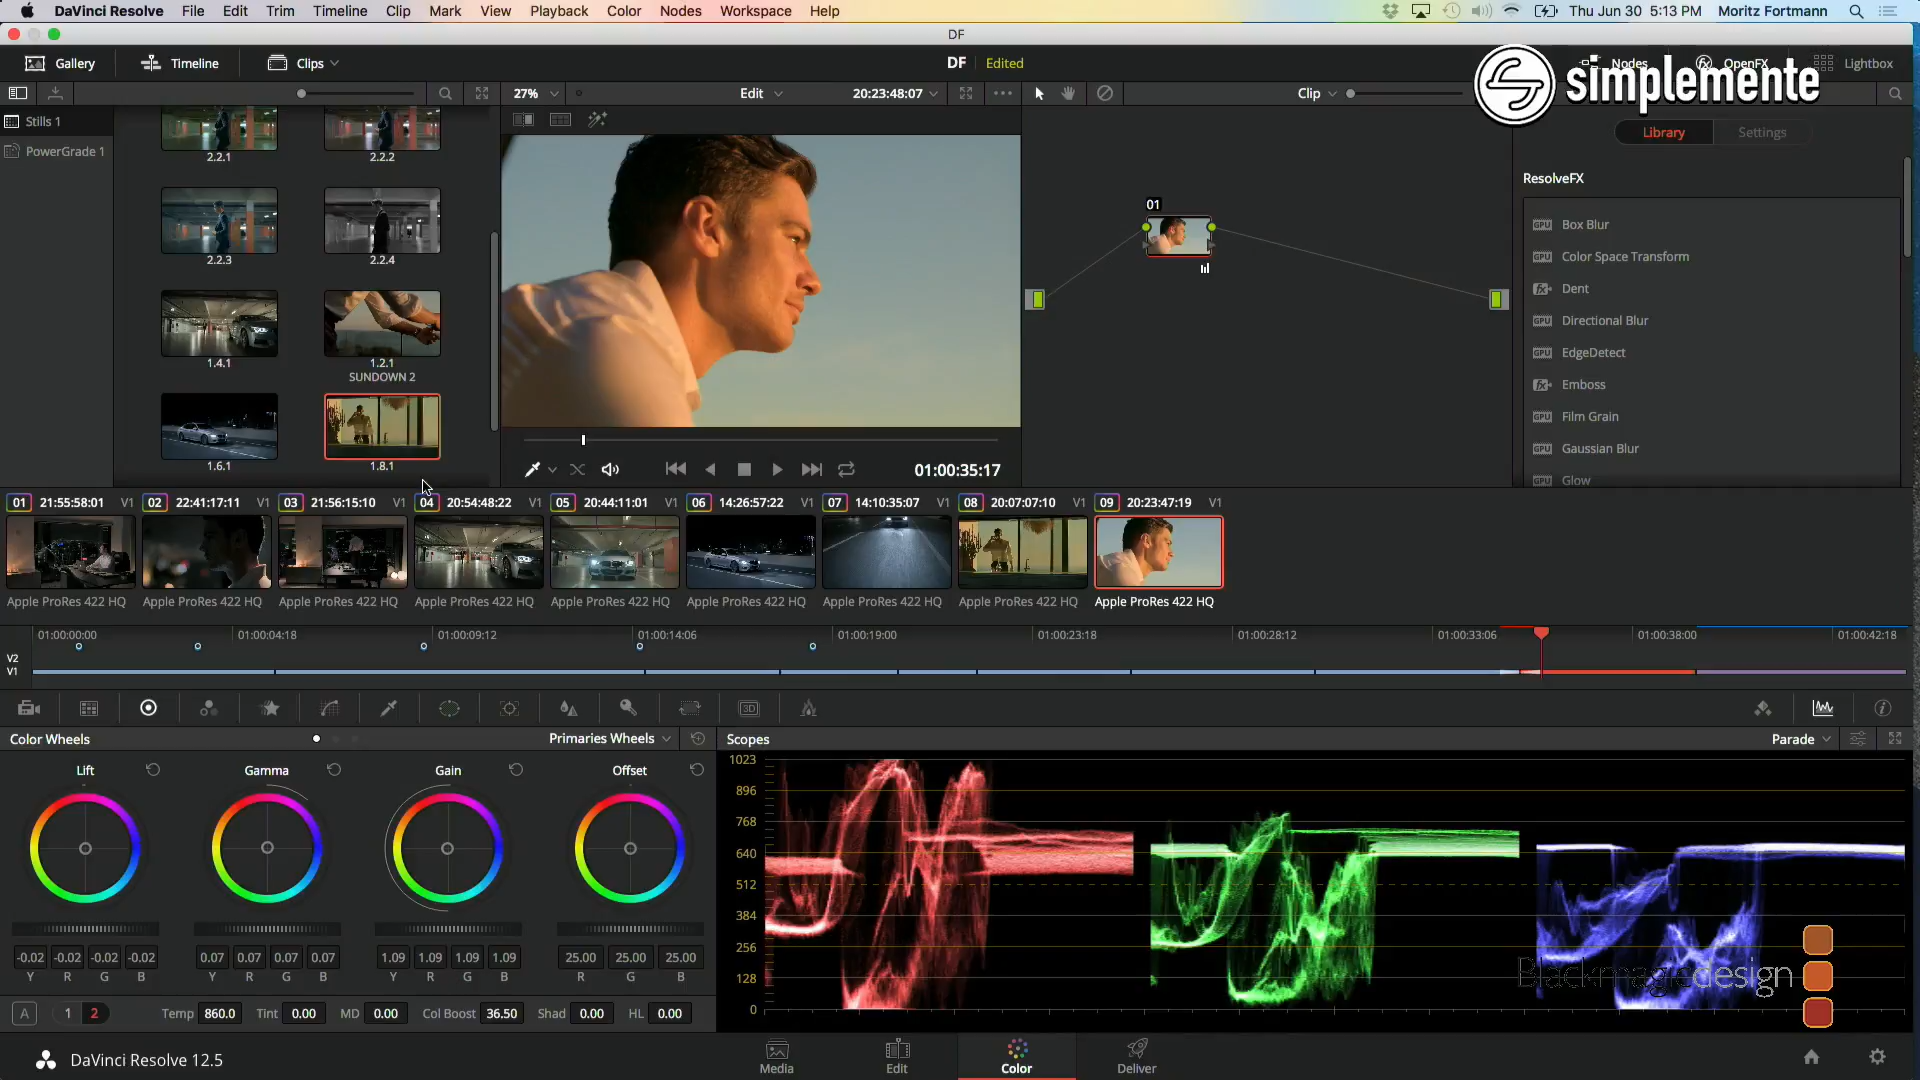 DaVinci Resolve File Edit Trim Timeline Clip Mark View Playback Color Nodes Workspace Help Thu Jun 30 5:13 PM Moritz Fortmann
DF
Gallery Timeline Clips DF Edited Nodes OpenFX Lightbox
simplemente
27% Edit 20:23:48:07 Clip
Stills 1
PowerGrade 1
2.2.1 2.2.2
2.2.3 2.2.4
1.4.1 1.2.1
SUNDOWN 2
1.6.1 1.8.1
01
Library Settings
ResolveFX
GPU Box Blur
GPU Color Space Transform
fx Dent
GPU Directional Blur
GPU EdgeDetect
fx Emboss
GPU Film Grain
GPU Gaussian Blur
GPU Glow
01:00:35:17
01 21:55:58:01 V1 02 22:41:17:11 V1 03 21:56:15:10 V1 04 20:54:48:22 V1 05 20:44:11:01 V1 06 14:26:57:22 V1 07 14:10:35:07 V1 08 20:07:07:10 V1 09 20:23:47:19 V1
Apple ProRes 422 HQ Apple ProRes 422 HQ Apple ProRes 422 HQ Apple ProRes 422 HQ Apple ProRes 422 HQ Apple ProRes 422 HQ Apple ProRes 422 HQ Apple ProRes 422 HQ Apple ProRes 422 HQ
01:00:00:00 01:00:04:18 01:00:09:12 01:00:14:06 01:00:19:00 01:00:23:18 01:00:28:12 01:00:33:06 01:00:38:00 01:00:42:18
V2
V1
3D
Color Wheels Primaries Wheels Scopes Parade
Lift Gamma Gain Offset
1023
896
768
640
512
384
256
128
0
-0.02 -0.02 -0.02 -0.02 0.07 0.07 0.07 0.07 1.09 1.09 1.09 1.09 25.00 25.00 25.00
Y R G B Y R G B Y R G B R G B
A 1 2 Temp 860.0 Tint 0.00 MD 0.00 Col Boost 36.50 Shad 0.00 HL 0.00
Blackmagicdesign
DaVinci Resolve 12.5 Media Edit Color Deliver